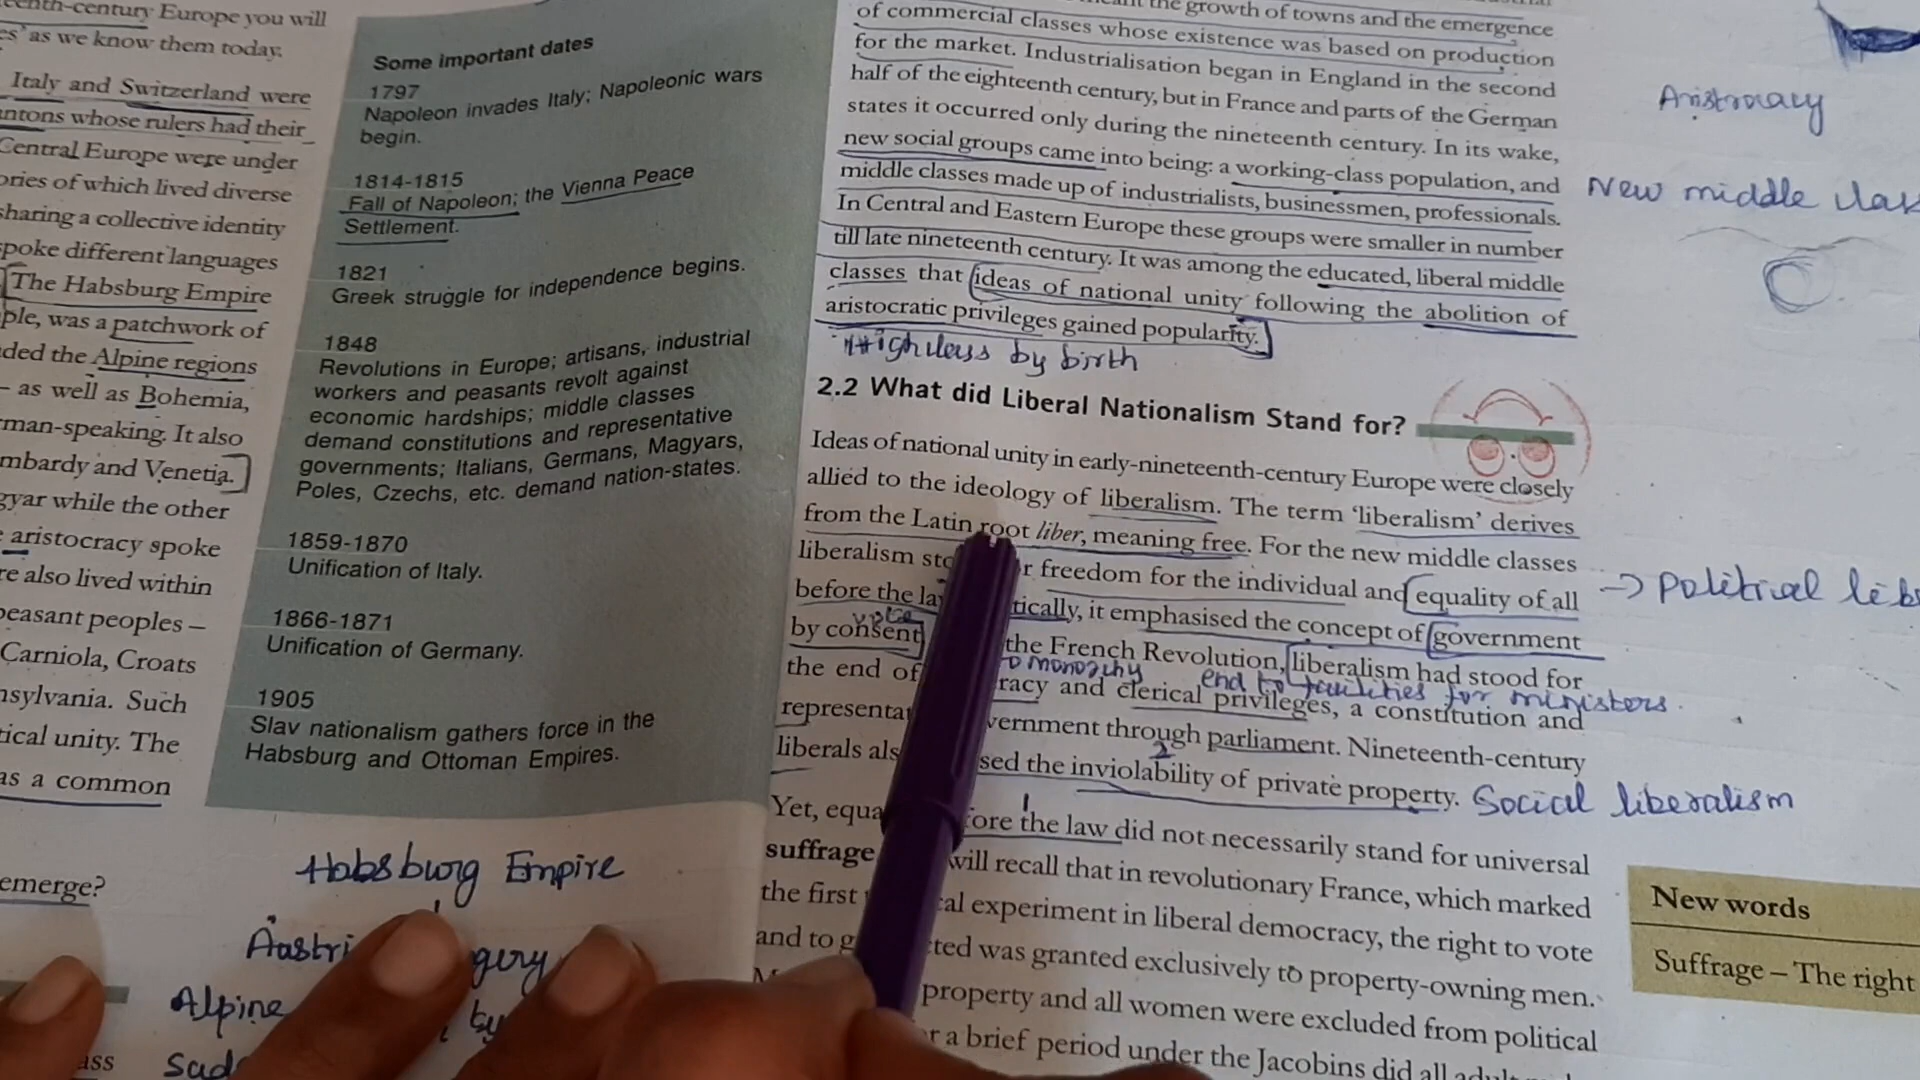 eenth-century Europe you will
es' as we know them today.
Italy and Switzerland were
antons whose rulers had their
Central Europe were under
ories of which lived diverse
sharing a collective identity
spoke different languages
The Habsburg Empire
ple, was a patchwork of
ded the Alpine regions
– as well as Bohemia,
man-speaking. It also
mbardy and Venetia.
gyar while the other
aristocracy spoke
re also lived within
peasant peoples –
Carniola, Croats
nsylvania. Such
tical unity. The
as a common
emerge?
ass
Some important dates
1797
Napoleon invades Italy; Napoleonic wars
begin.
1814-1815
Fall of Napoleon; the Vienna Peace
Settlement.
1821
Greek struggle for independence begins.
1848
Revolutions in Europe; artisans, industrial
workers and peasants revolt against
economic hardships; middle classes
demand constitutions and representative
governments; Italians, Germans, Magyars,
Poles, Czechs, etc. demand nation-states.
1859-1870
Unification of Italy.
1866-1871
Unification of Germany.
1905
Slav nationalism gathers force in the
Habsburg and Ottoman Empires.
Habsburg Empire
Alpine
the growth of towns and the emergence
of commercial classes whose existence was based on production
for the market. Industrialisation began in England in the second
half of the eighteenth century, but in France and parts of the German
states it occurred only during the nineteenth century. In its wake,
new social groups came into being: a working-class population, and
middle classes made up of industrialists, businessmen, professionals.
In Central and Eastern Europe these groups were smaller in number
till late nineteenth century. It was among the educated, liberal middle
classes that ideas of national unity following the abolition of
aristocratic privileges gained popularity.
by birth
2.2 What did Liberal Nationalism Stand for?
Ideas of national unity in early-nineteenth-century Europe were closely
allied to the ideology of liberalism. The term 'liberalism' derives
from the Latin root liber, meaning free. For the new middle classes
liberalism sto r freedom for the individual and equality of all
before the la tically, it emphasised the concept of government
by consent the French Revolution, liberalism had stood for
end to facilities for ministers.
the end of racy and clerical privileges, a constitution and
representa vernment through parliament. Nineteenth-century
liberals als sed the inviolability of private property.
2
Social liberalism
1
Yet, equa fore the law did not necessarily stand for universal
suffrage will recall that in revolutionary France, which marked
the first cal experiment in liberal democracy, the right to vote
and to g cted was granted exclusively to property-owning men.
property and all women were excluded from political
r a brief period under the Jacobins did all
Aristrocracy
New middle clas
Political lib
New words
Suffrage – The right